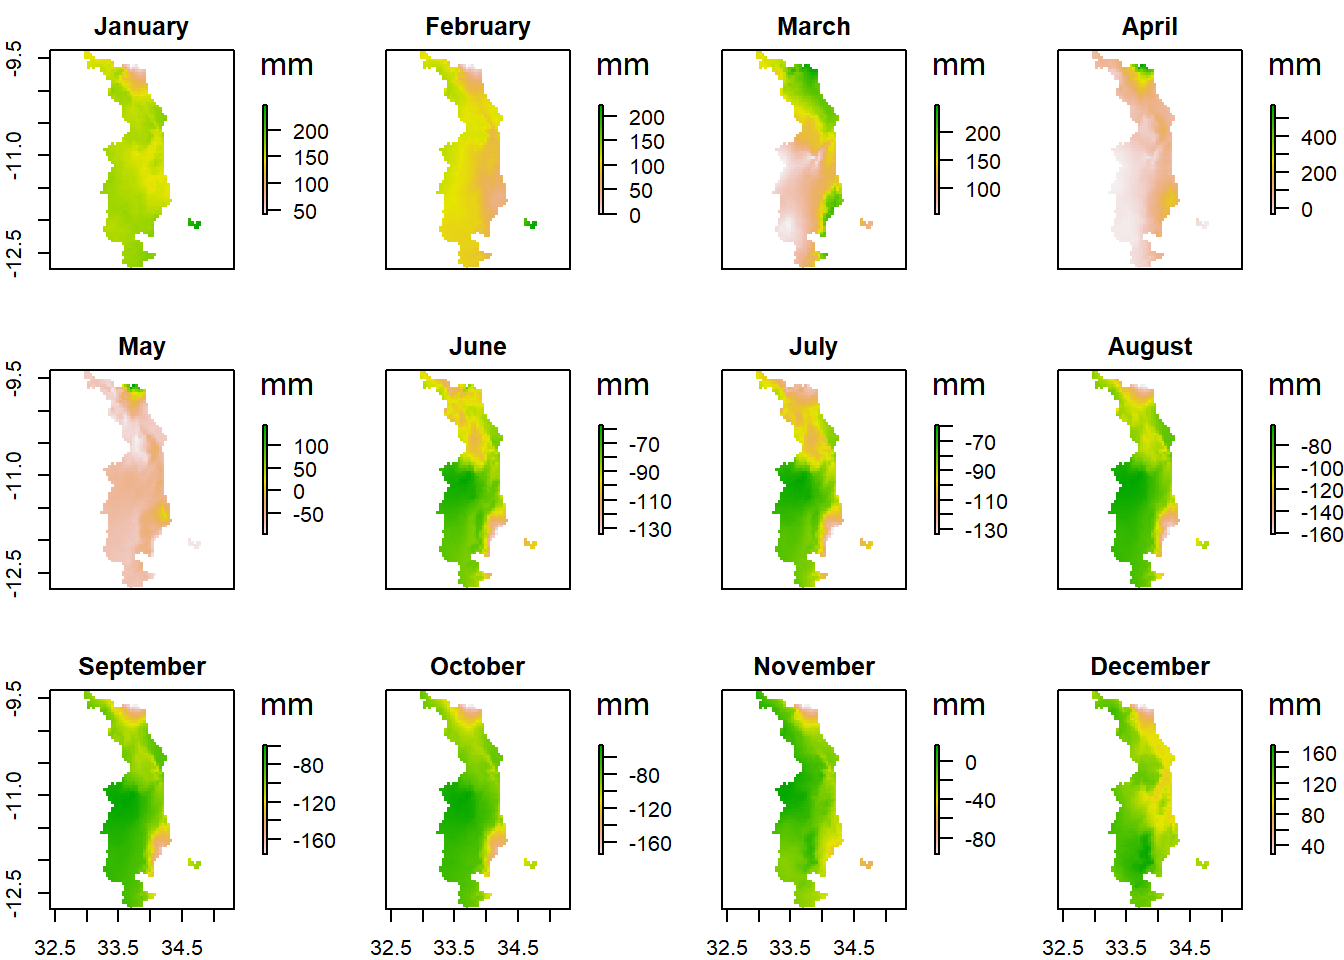 January
mm
-9.5
-11.0
-12.5
200
150
100
50
February
mm
200
150
100
50
0
March
mm
200
150
100
April
mm
400
200
0
May
mm
-9.5
-11.0
-12.5
100
50
0
-50
June
mm
-70
-90
-110
-130
July
mm
-70
-90
-110
-130
August
mm
-80
-100
-120
-140
-160
September
mm
-9.5
-11.0
-12.5
-80
-120
-160
32.5 33.5 34.5
October
mm
-80
-120
-160
32.5 33.5 34.5
November
mm
0
-40
-80
32.5 33.5 34.5
December
mm
160
120
80
40
32.5 33.5 34.5